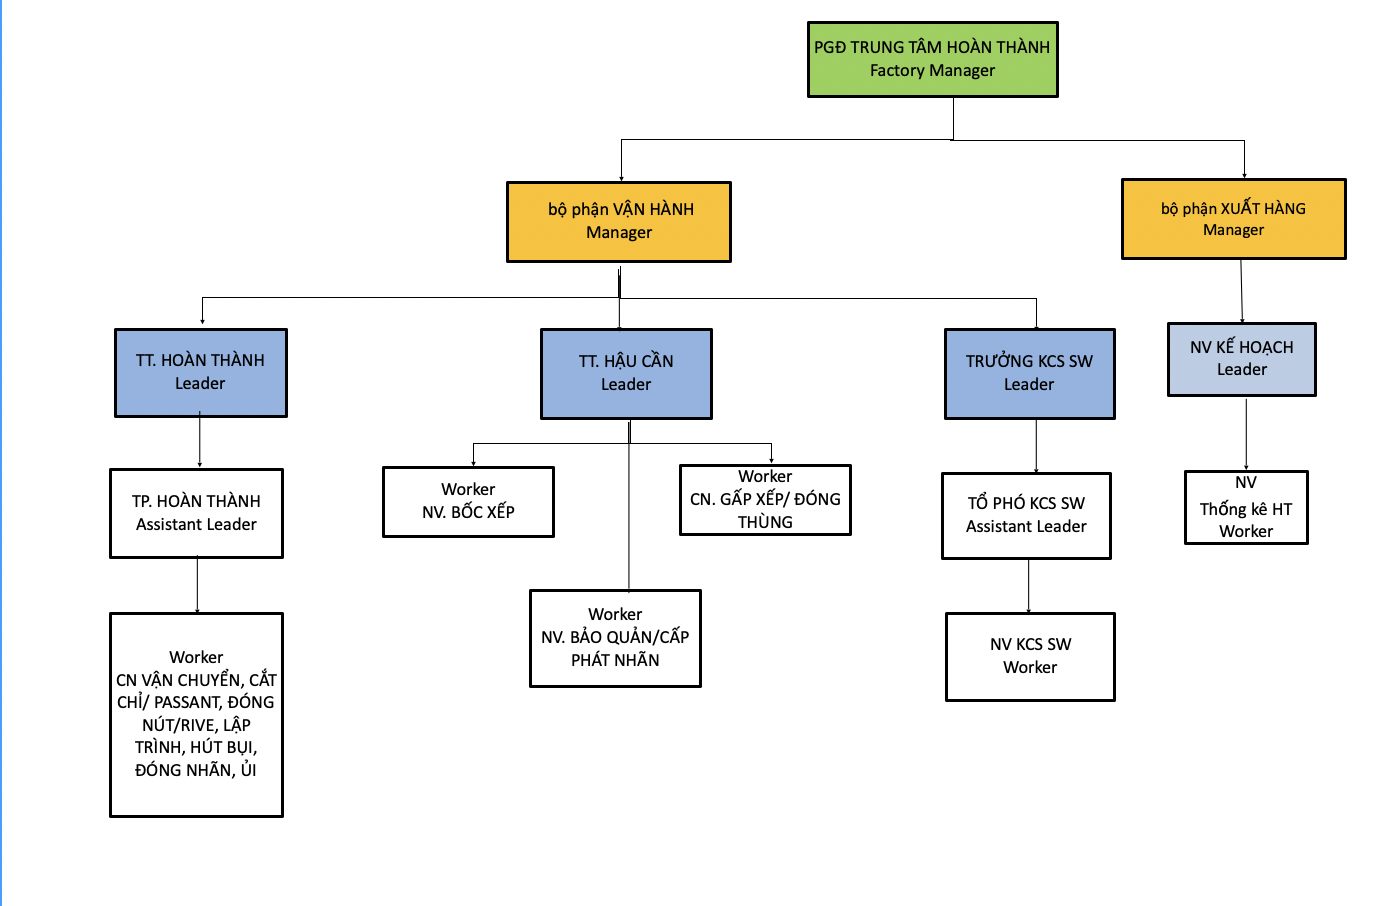 PGĐ TRUNG TÂM HOÀN THÀNH
Factory Manager
bộ phận VẬN HÀNH
Manager
bộ phận XUẤT HÀNG
Manager
TT. HOÀN THÀNH
Leader
TT. HẬU CẦN
Leader
TRƯỞNG KCS SW
Leader
NV KẾ HOẠCH
Leader
TP. HOÀN THÀNH
Assistant Leader
Worker
NV. BỐC XẾP
Worker
CN. GẤP XẾP/ ĐÓNG
THÙNG
TỔ PHÓ KCS SW
Assistant Leader
NV
Thống kê HT
Worker
Worker
CN VẬN CHUYỂN, CẮT
CHỈ/ PASSANT, ĐÓNG
NÚT/RIVE, LẬP
TRÌNH, HÚT BỤI,
ĐÓNG NHÃN, ỦI
Worker
NV. BẢO QUẢN/CẤP
PHÁT NHÃN
NV KCS SW
Worker